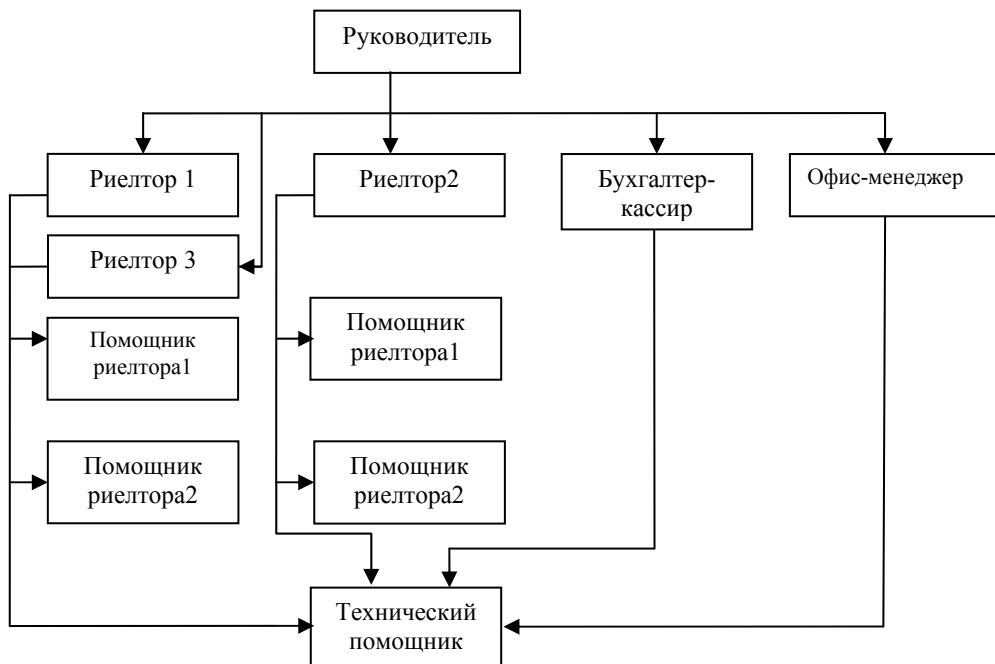 Руководитель
Риелтор 1
Риелтор2
Бухгалтер-
кассир
Офис-менеджер
Риелтор 3
Помощник
риелтора1
Помощник
риелтора1
Помощник
риелтора2
Помощник
риелтора2
Технический
помощник